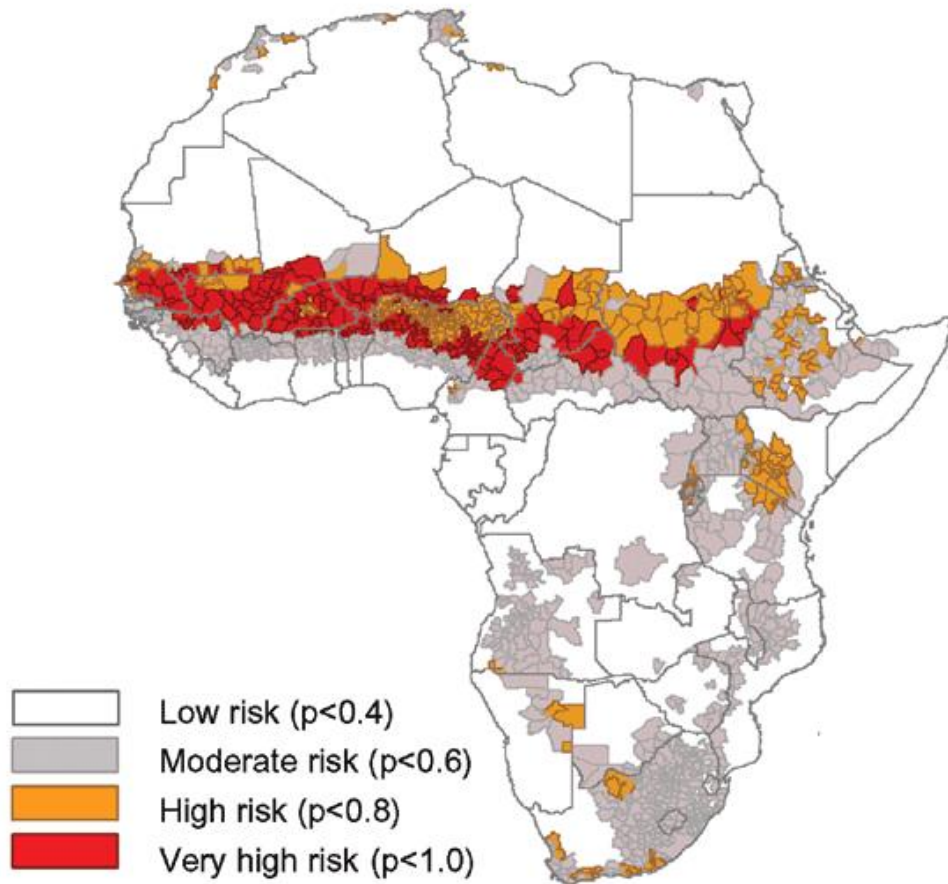 Low risk (p<0.4)
Moderate risk (p<0.6)
High risk (p<0.8)
Very high risk (p<1.0)